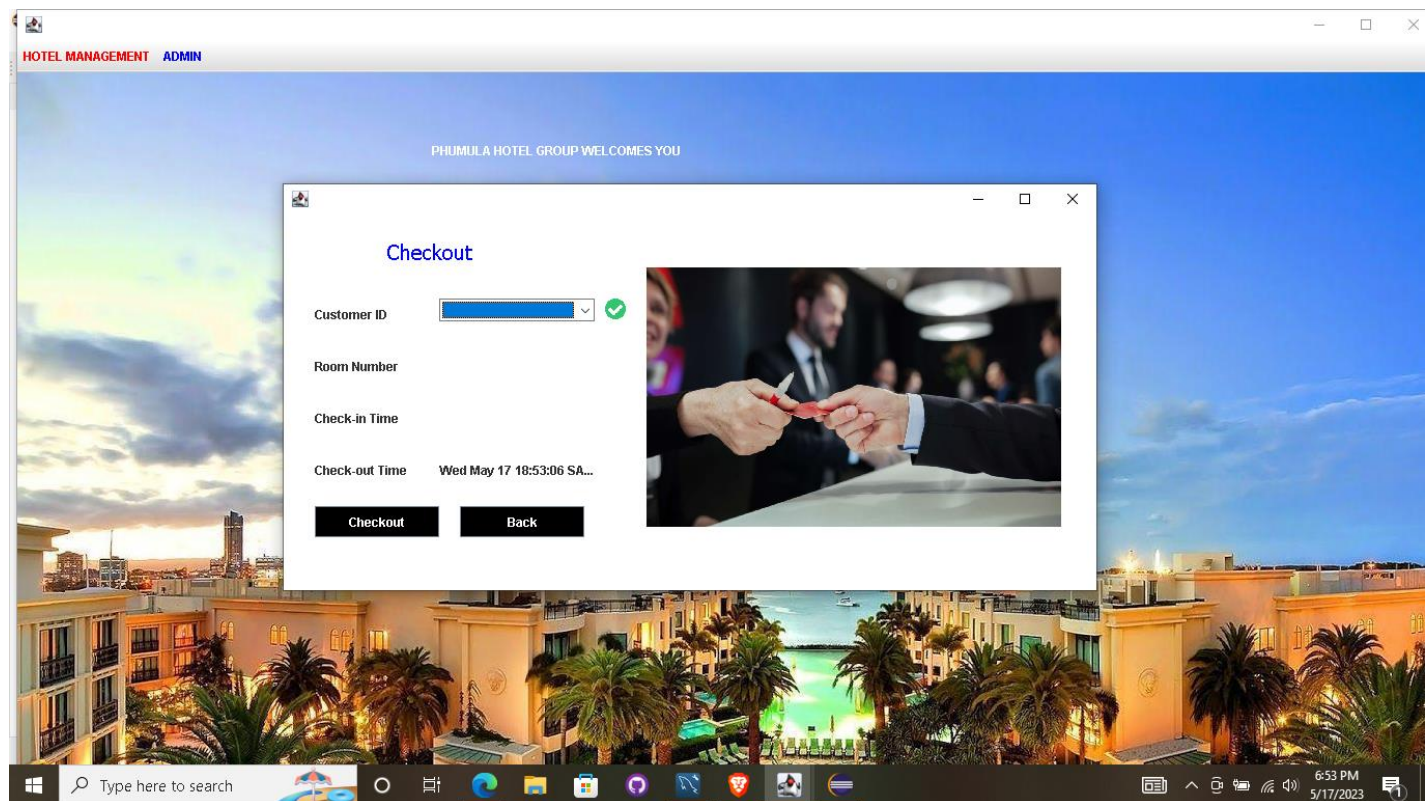 HOTEL MANAGEMENT ADMIN
PHUMULA HOTEL GROUP WELCOMES YOU
Checkout
Customer ID
Room Number
Check-in Time
Check-out Time Wed May 17 18:53:06 SA...
Checkout Back
Type here to search
6:53 PM
5/17/2023
1